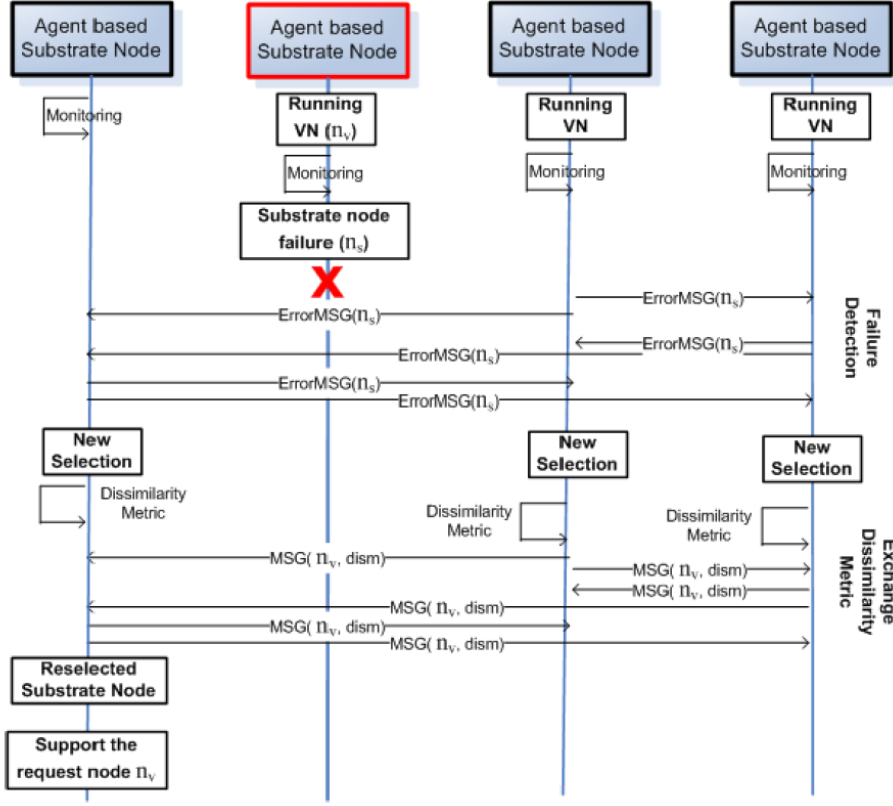 Agent based
Substrate Node
Agent based
Substrate Node
Agent based
Substrate Node
Agent based
Substrate Node
Monitoring
Running
VN (nv)
Running
VN
Running
VN
Monitoring
Monitoring
Monitoring
Substrate node
failure (ns)
X
ErrorMSG(ns)
ErrorMSG(ns)
ErrorMSG(ns)
ErrorMSG(ns)
ErrorMSG(ns)
ErrorMSG(ns)
Failure
Detection
New
Selection
New
Selection
New
Selection
Dissimilarity
Metric
Dissimilarity
Metric
Dissimilarity
Metric
MSG( nv, dism)
MSG( nv, dism)
MSG( nv, dism)
MSG( nv, dism)
MSG( nv, dism)
MSG( nv, dism)
Exchange
Dissimilarity
Metric
Reselected
Substrate Node
Support the
request node nv